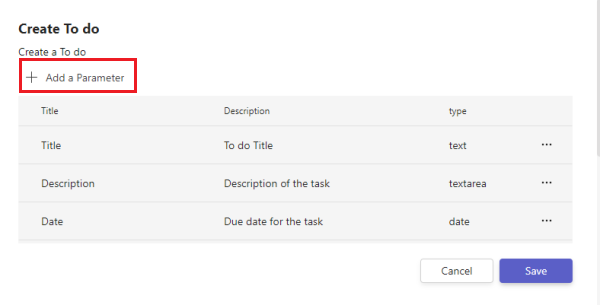 Create To do
Create a To do
+ Add a Parameter
Title Description type
Title To do Title text ...
Description Description of the task textarea ...
Date Due date for the task date ...
Cancel Save